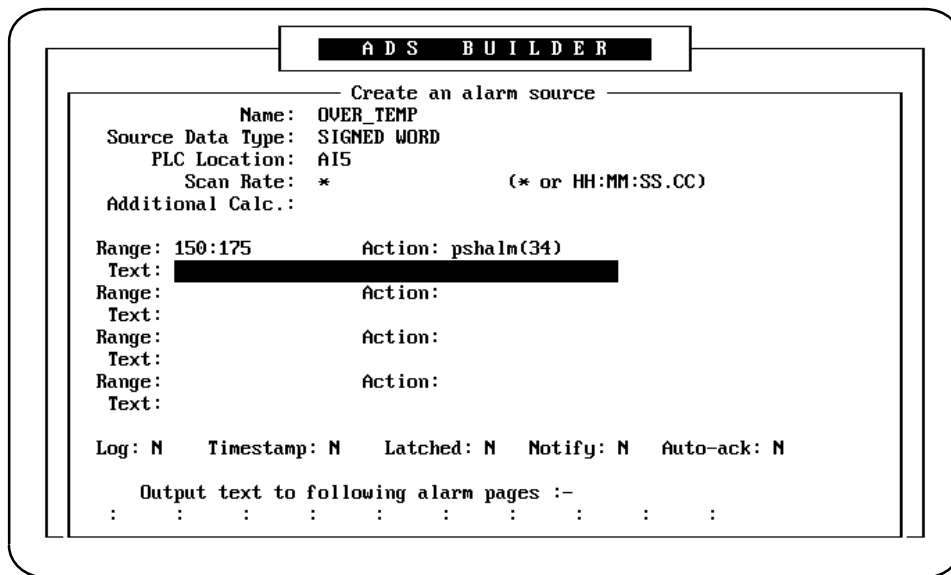 ADS BUILDER
Create an alarm source
Name: OVER_TEMP
Source Data Type: SIGNED WORD
PLC Location: AI5
Scan Rate: * (* or HH:MM:SS.CC)
Additional Calc.:
Range: 150:175 Action: pshalm(34)
Text:
Range: Action:
Text:
Range: Action:
Text:
Range: Action:
Text:
Log: N Timestamp: N Latched: N Notify: N Auto-ack: N
Output text to following alarm pages :-
: : : : : : : : : :